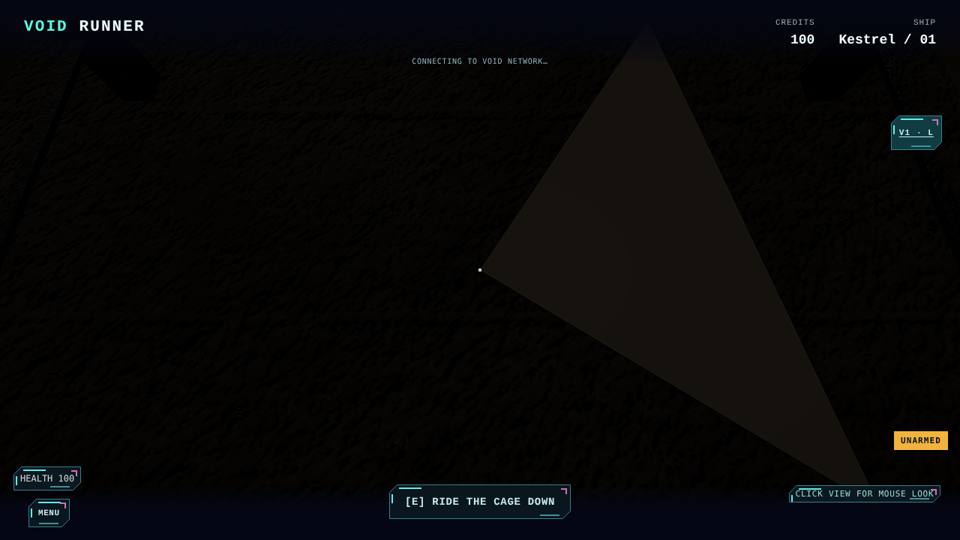 VOID RUNNER
CREDITS
100
SHIP
Kestrel / 01
CONNECTING TO VOID NETWORK…
V1 · L
UNARMED
HEALTH 100
MENU
[E] RIDE THE CAGE DOWN
CLICK VIEW FOR MOUSE LOOK